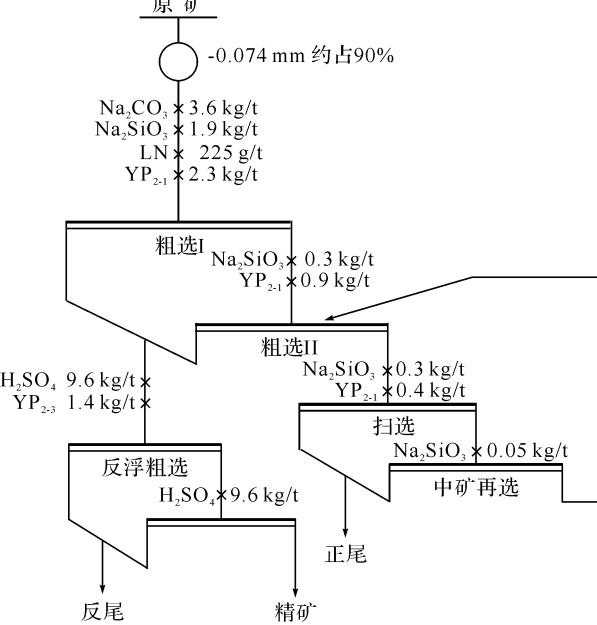 原 矿
-0.074 mm 约占90%
Na₂CO₃ 3.6 kg/t
Na₂SiO₃ 1.9 kg/t
LN 225 g/t
YP₂₋₁ 2.3 kg/t
粗选I
Na₂SiO₃ 0.3 kg/t
YP₂₋₁ 0.9 kg/t
粗选II
Na₂SiO₃ 0.3 kg/t
YP₂₋₁ 0.4 kg/t
H₂SO₄ 9.6 kg/t
YP₂₋₃ 1.4 kg/t
扫选
Na₂SiO₃ 0.05 kg/t
反浮粗选
中矿再选
H₂SO₄ 9.6 kg/t
正尾
反尾
精矿